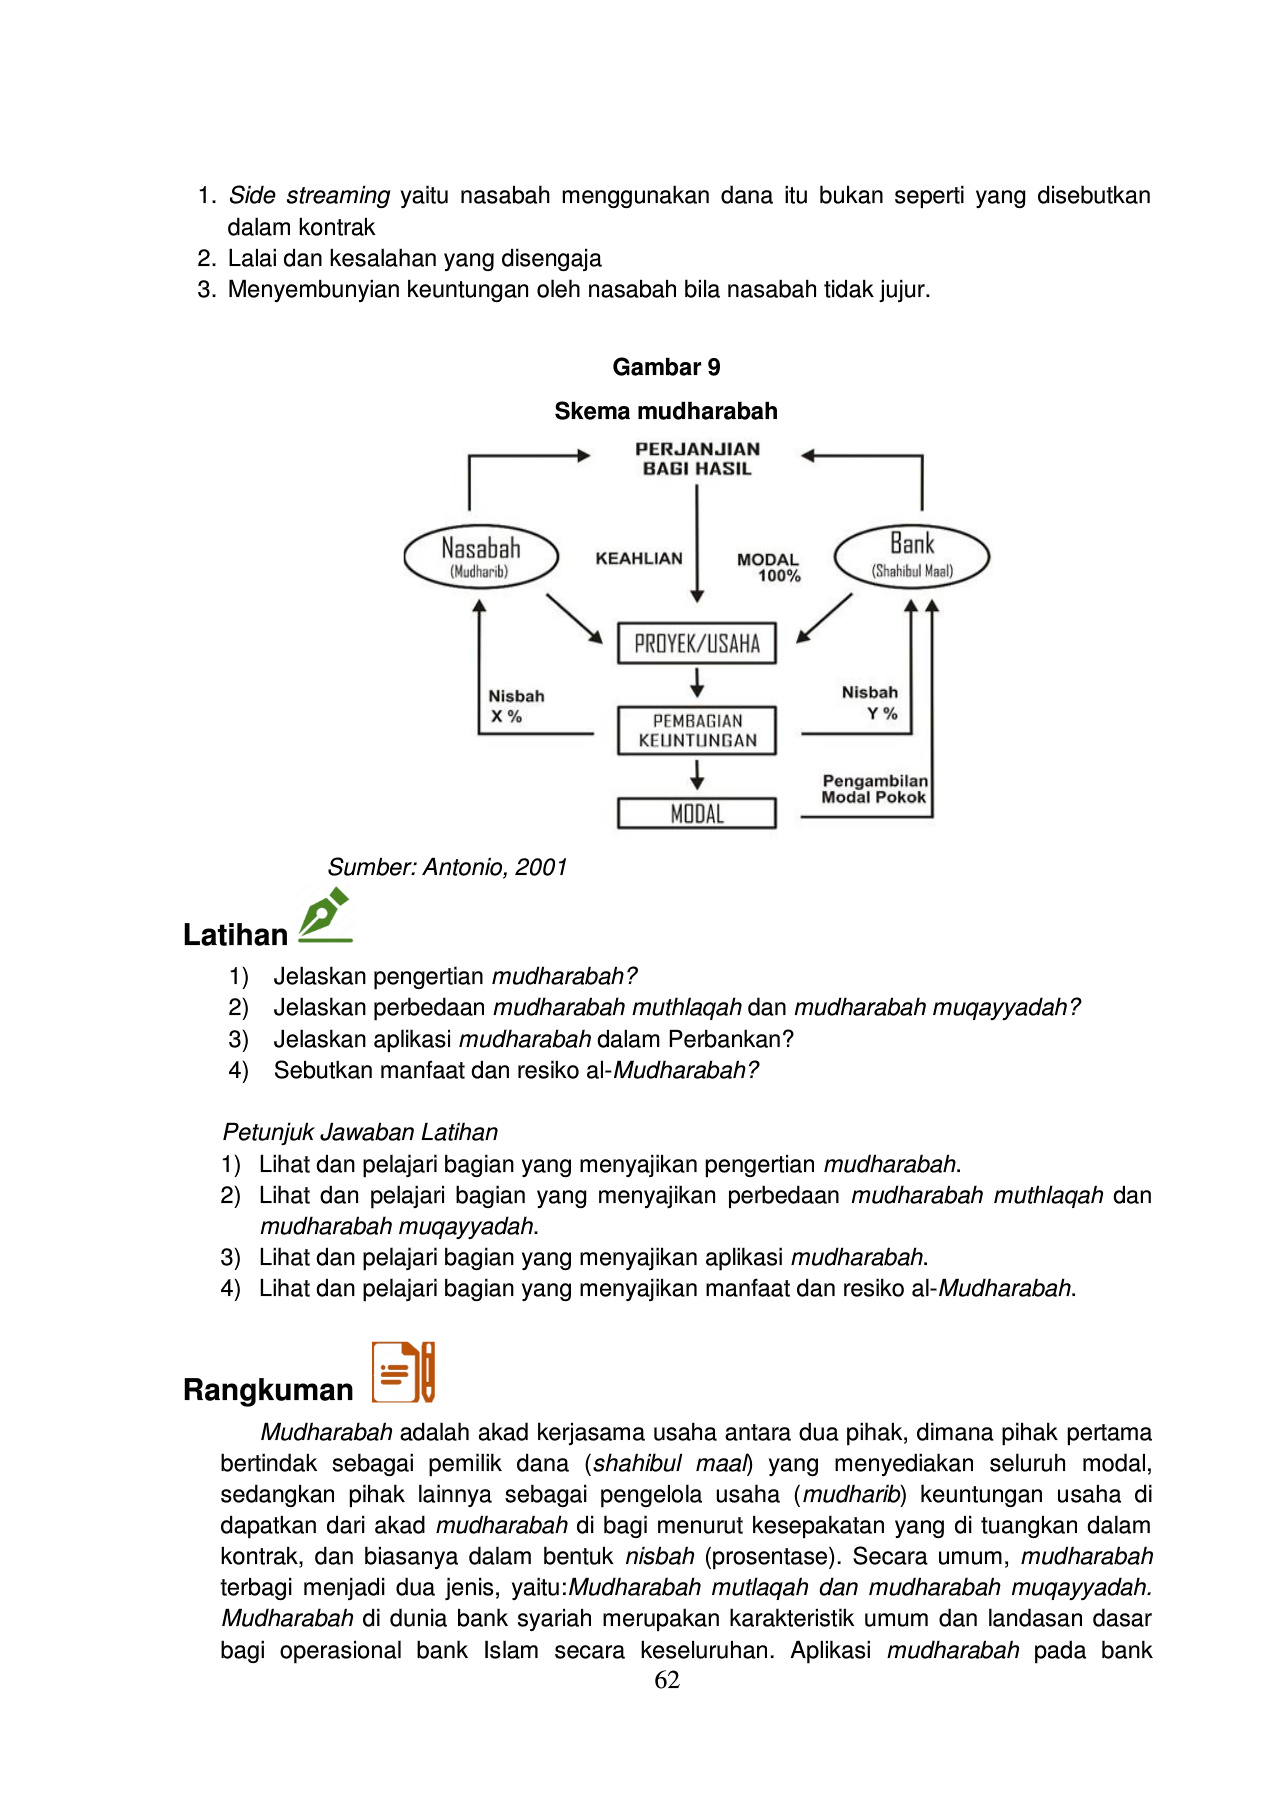 1. Side streaming yaitu nasabah menggunakan dana itu bukan seperti yang disebutkan
dalam kontrak
2. Lalai dan kesalahan yang disengaja
3. Menyembunyian keuntungan oleh nasabah bila nasabah tidak jujur.
Gambar 9
Skema mudharabah
PERJANJIAN
BAGI HASIL
Nasabah
(Mudharib)
KEAHLIAN
MODAL
100%
Bank
(Shahibul Maal)
PROYEK/USAHA
Nisbah
X %
Nisbah
Y %
PEMBAGIAN
KEUNTUNGAN
Pengambilan
Modal Pokok
MODAL
Sumber: Antonio, 2001
Latihan
1) Jelaskan pengertian mudharabah?
2) Jelaskan perbedaan mudharabah muthlaqah dan mudharabah muqayyadah?
3) Jelaskan aplikasi mudharabah dalam Perbankan?
4) Sebutkan manfaat dan resiko al-Mudharabah?
Petunjuk Jawaban Latihan
1) Lihat dan pelajari bagian yang menyajikan pengertian mudharabah.
2) Lihat dan pelajari bagian yang menyajikan perbedaan mudharabah muthlaqah dan
mudharabah muqayyadah.
3) Lihat dan pelajari bagian yang menyajikan aplikasi mudharabah.
4) Lihat dan pelajari bagian yang menyajikan manfaat dan resiko al-Mudharabah.
Rangkuman
Mudharabah adalah akad kerjasama usaha antara dua pihak, dimana pihak pertama
bertindak sebagai pemilik dana (shahibul maal) yang menyediakan seluruh modal,
sedangkan pihak lainnya sebagai pengelola usaha (mudharib) keuntungan usaha di
dapatkan dari akad mudharabah di bagi menurut kesepakatan yang di tuangkan dalam
kontrak, dan biasanya dalam bentuk nisbah (prosentase). Secara umum, mudharabah
terbagi menjadi dua jenis, yaitu:Mudharabah mutlaqah dan mudharabah muqayyadah.
Mudharabah di dunia bank syariah merupakan karakteristik umum dan landasan dasar
bagi operasional bank Islam secara keseluruhan. Aplikasi mudharabah pada bank
62